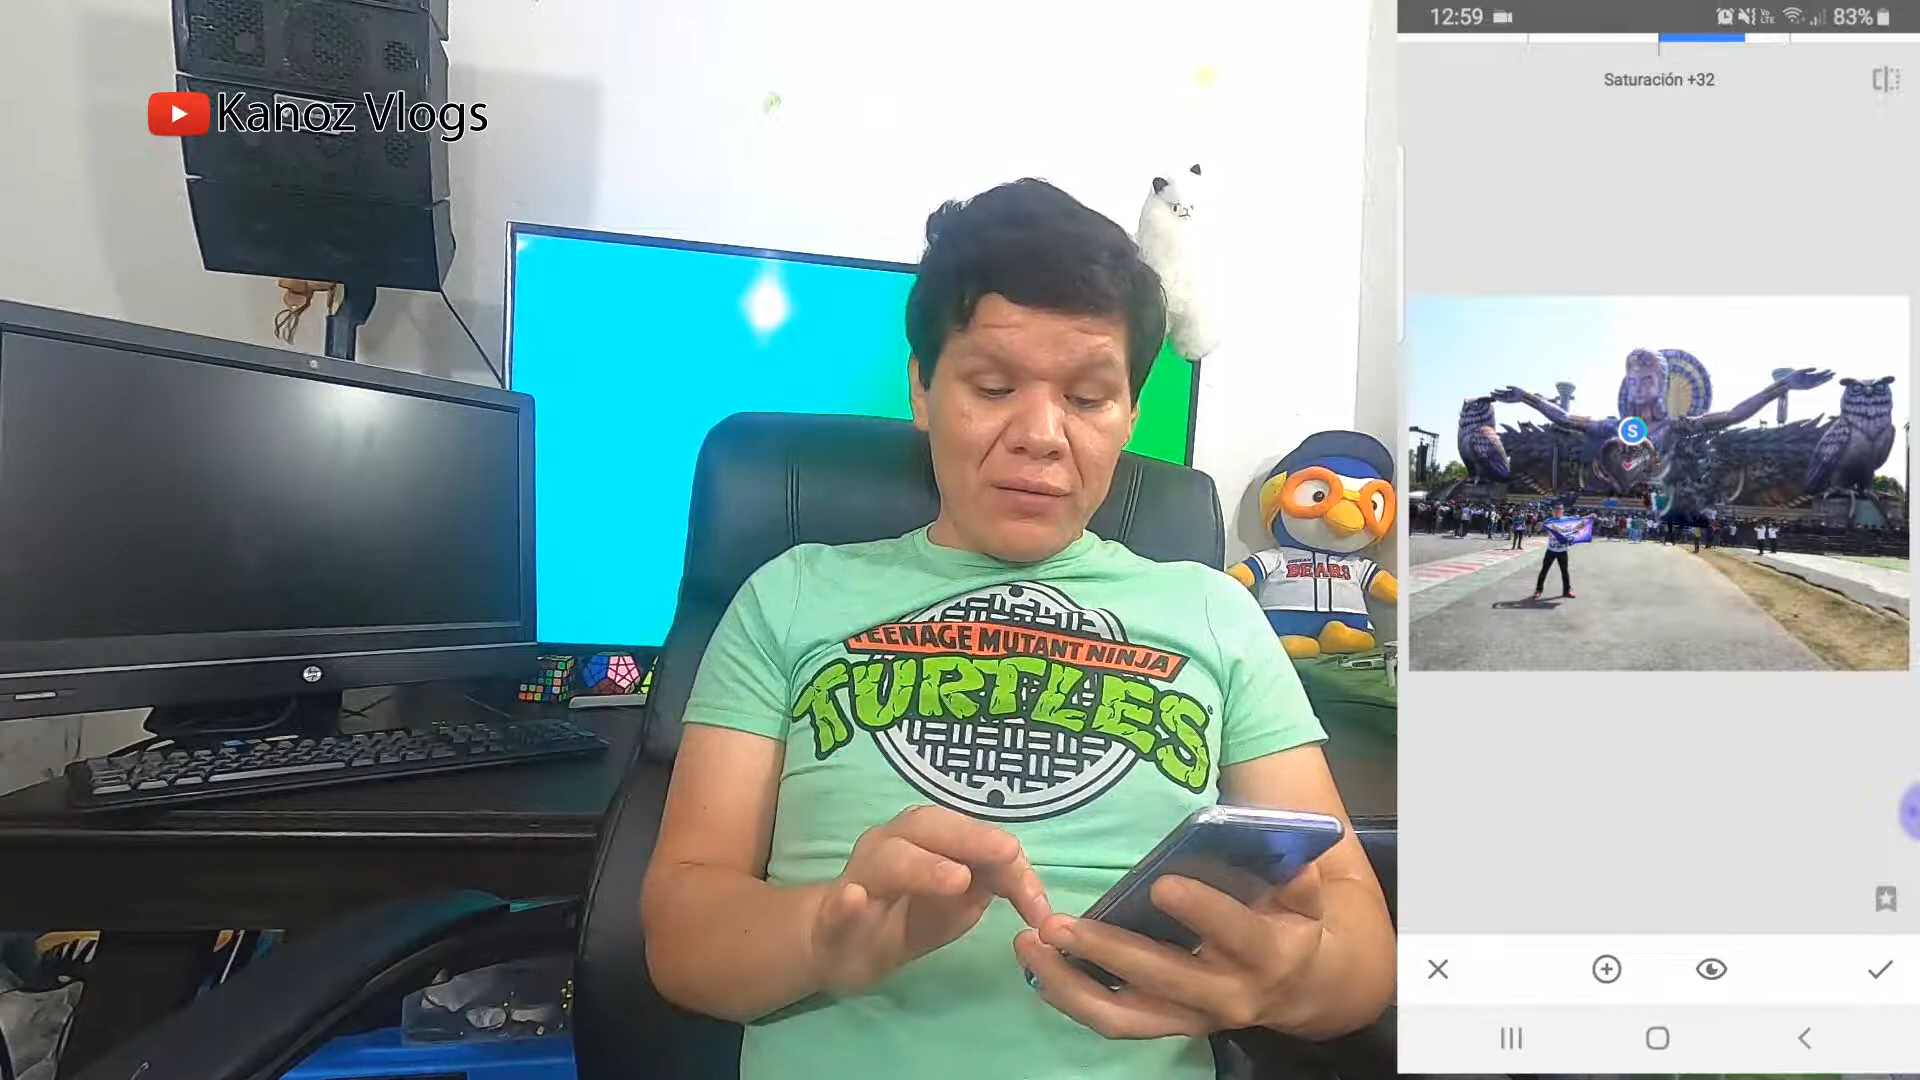 Kanoz Vlogs
12:59
83%
Saturación +32
S
BEARS
TEENAGE MUTANT NINJA
TURTLES